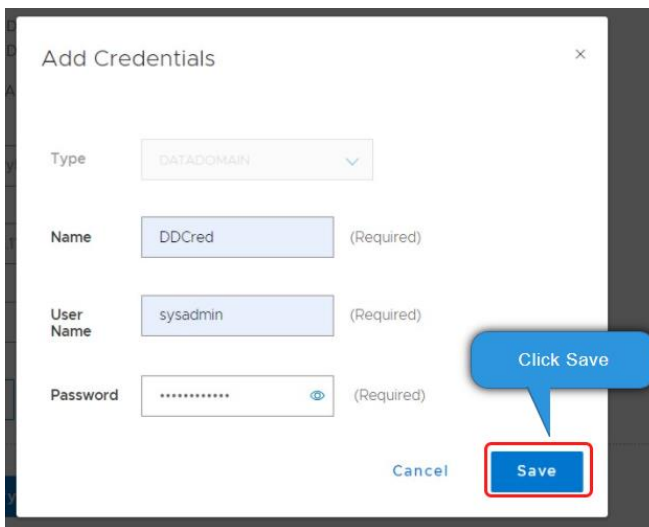 Add Credentials
×
Type DATADOMAIN
Name DDCred (Required)
User Name sysadmin (Required)
Password •••••••••••• (Required)
Click Save
Cancel Save